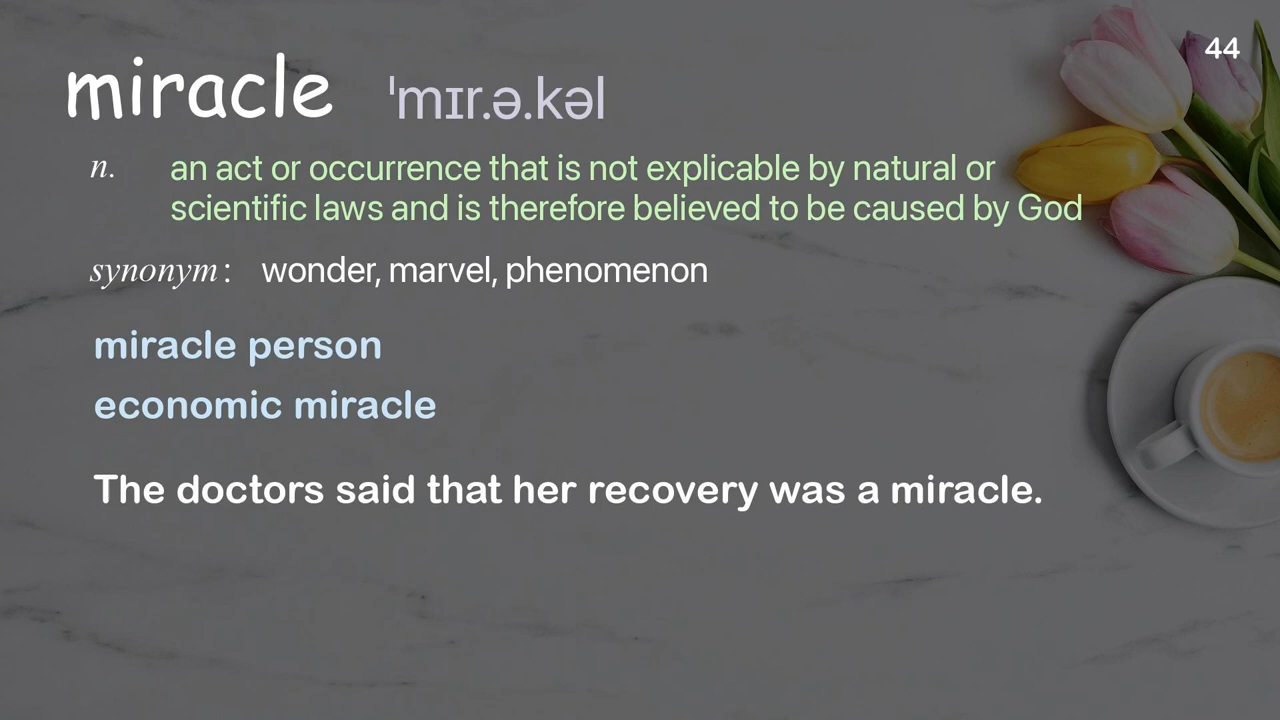 44
miracle ˈmɪr.ə.kəl
n. an act or occurrence that is not explicable by natural or
scientific laws and is therefore believed to be caused by God
synonym: wonder, marvel, phenomenon
miracle person
economic miracle
The doctors said that her recovery was a miracle.